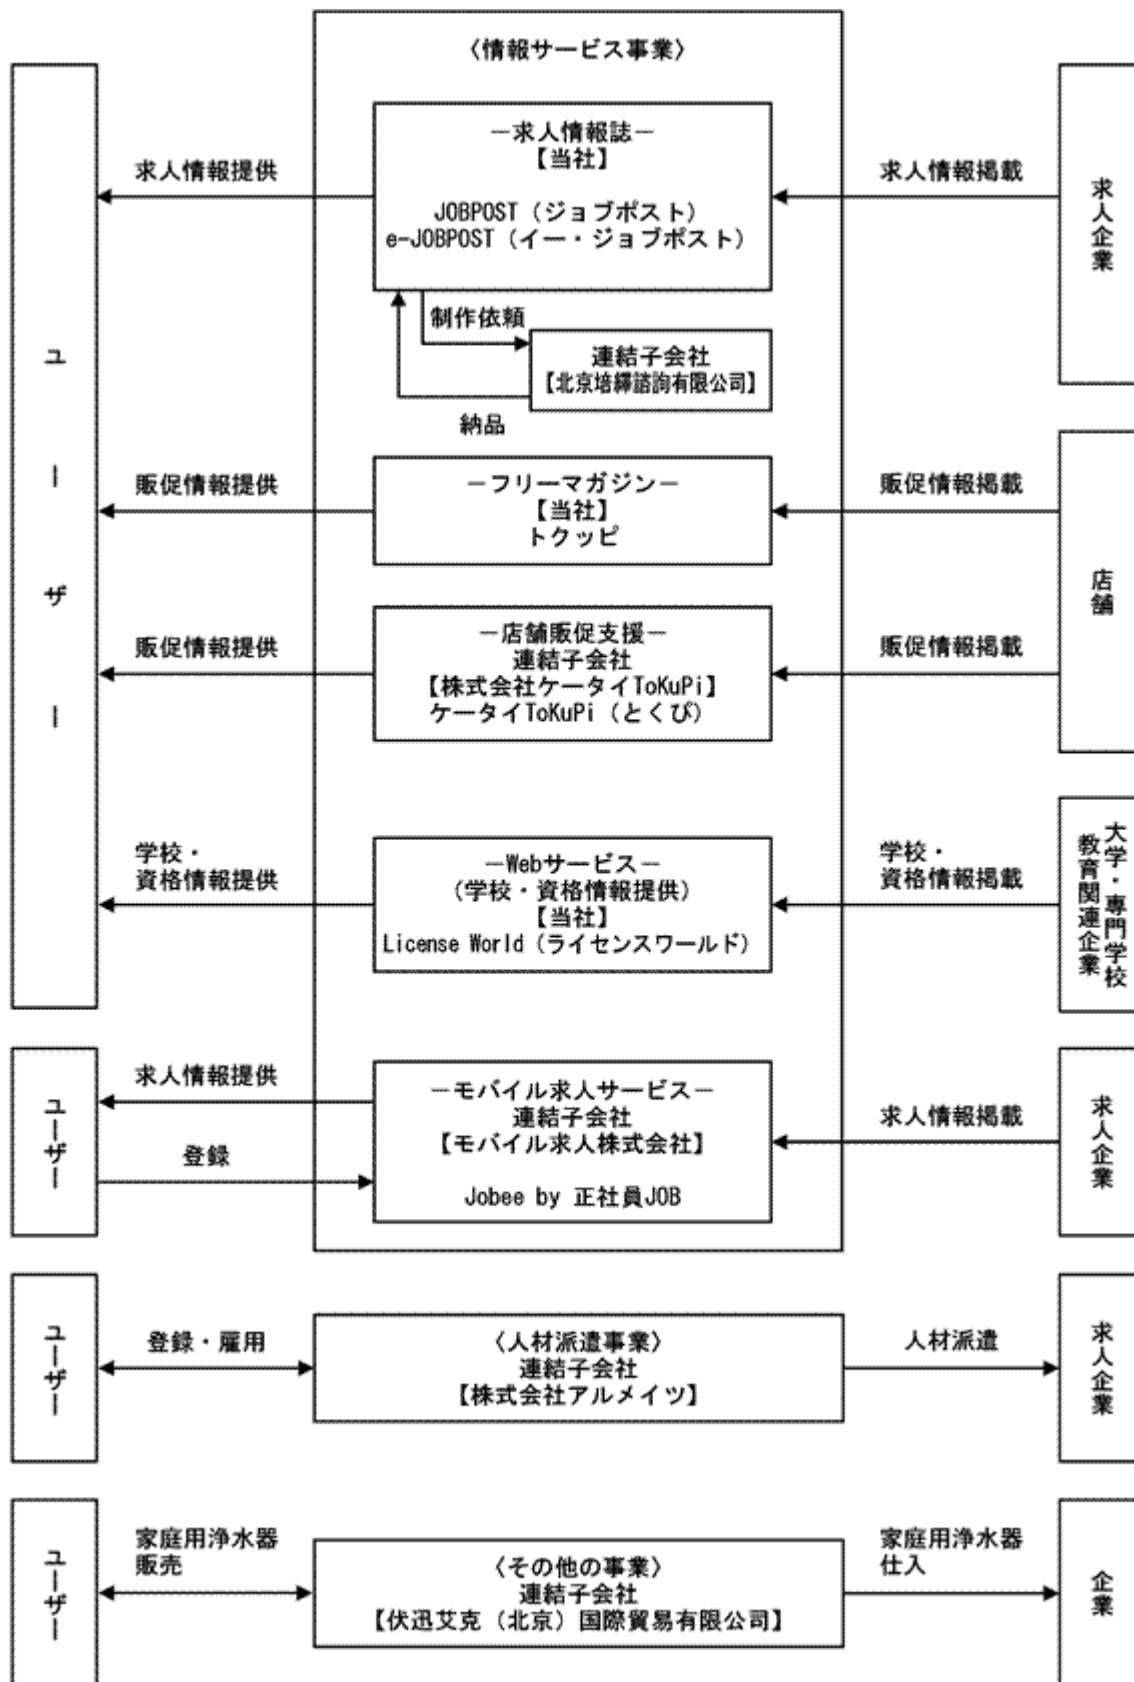 〈情報サービス事業〉
ユーザー
求人情報提供
－求人情報誌－
【当社】
JOBPOST（ジョブポスト）
e-JOBPOST（イー・ジョブポスト）
求人情報掲載
求人企業
制作依頼
連結子会社
【北京培繹諮詢有限公司】
納品
販促情報提供
－フリーマガジン－
【当社】
トクッピ
販促情報掲載
店舗
販促情報提供
－店舗販促支援－
連結子会社
【株式会社ケータイToKuPi】
ケータイToKuPi（とくぴ）
販促情報掲載
学校・
資格情報提供
－Webサービス－
（学校・資格情報提供）
【当社】
License World（ライセンスワールド）
学校・
資格情報掲載
大学・専門学校
教育関連企業
ユーザー
求人情報提供
登録
－モバイル求人サービス－
連結子会社
【モバイル求人株式会社】
Jobee by 正社員JOB
求人情報掲載
求人企業
ユーザー
登録・雇用
〈人材派遣事業〉
連結子会社
【株式会社アルメイツ】
人材派遣
求人企業
ユーザー
家庭用浄水器
販売
〈その他の事業〉
連結子会社
【伏迅艾克（北京）国際貿易有限公司】
家庭用浄水器
仕入
企業